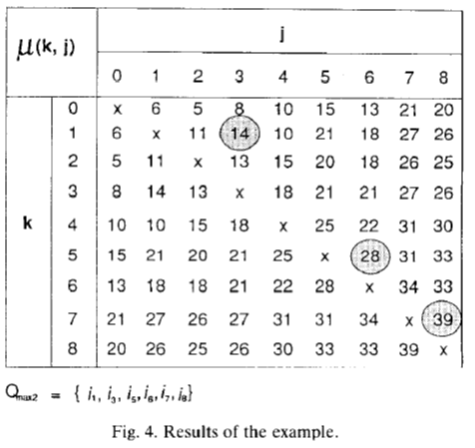 μ(k, j) j
0 1 2 3 4 5 6 7 8
0 x 6 5 8 10 15 13 21 20
1 6 x 11 14 10 21 18 27 26
2 5 11 x 13 15 20 18 26 25
3 8 14 13 x 18 21 21 27 26
k 4 10 10 15 18 x 25 22 31 30
5 15 21 20 21 25 x 28 31 33
6 13 18 18 21 22 28 x 34 33
7 21 27 26 27 31 31 34 x 39
8 20 26 25 26 30 33 33 39 x
Qmax2 = { i1, i3, i5, i6, i7, i8}
Fig. 4. Results of the example.